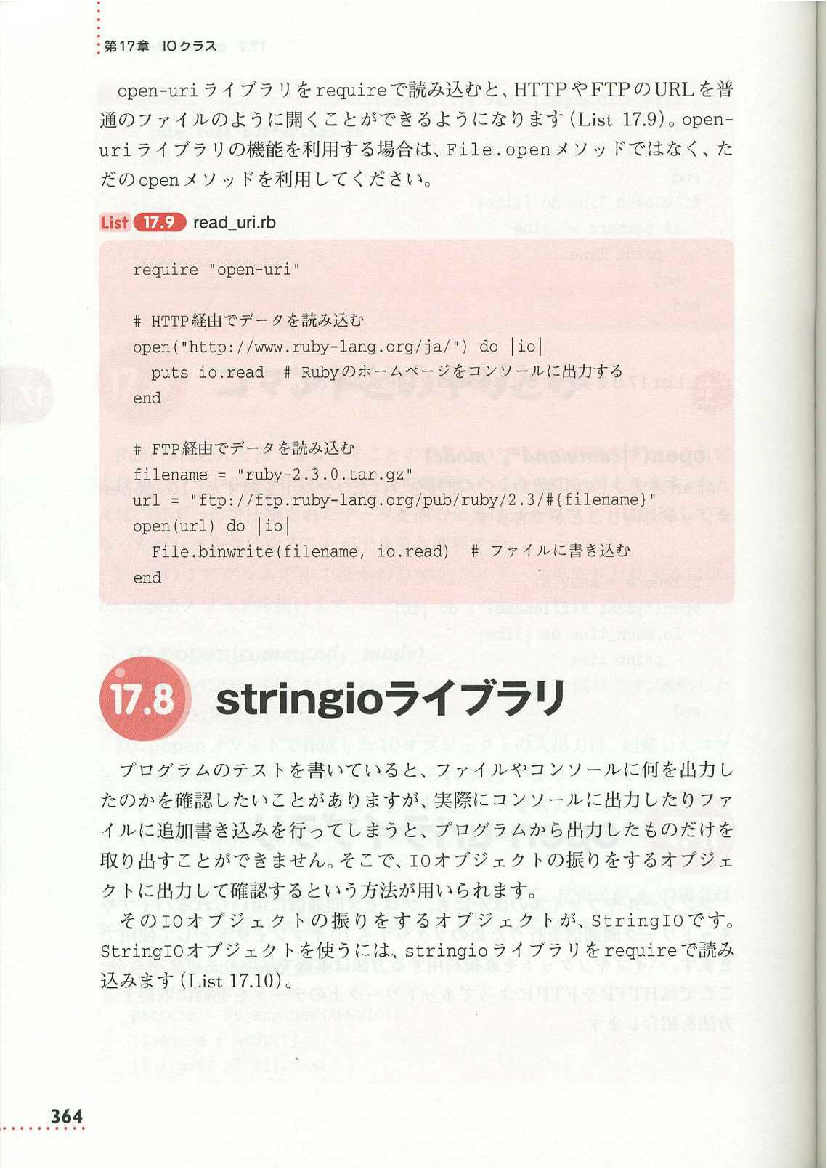 第17章 IOクラス
open-uriライブラリをrequireで読み込むと、HTTPやFTPのURLを普
通のファイルのように開くことができるようになります(List 17.9)。open-
uriライブラリの機能を利用する場合は、File.openメソッドではなく、た
だのopenメソッドを利用してください。
List 17.9 read_uri.rb
require "open-uri"
# HTTP経由でデータを読み込む
open("http://www.ruby-lang.org/ja/") do |io|
  puts io.read  # Rubyのホームページをコンソールに出力する
end
# FTP経由でデータを読み込む
filename = "ruby-2.3.0.tar.gz"
url = "ftp://ftp.ruby-lang.org/pub/ruby/2.3/#{filename}"
open(url) do |io|
  File.binwrite(filename, io.read)  # ファイルに書き込む
end
17.8 stringioライブラリ
プログラムのテストを書いていると、ファイルやコンソールに何を出力し
たのかを確認したいことがありますが、実際にコンソールに出力したりファ
イルに追加書き込みを行ってしまうと、プログラムから出力したものだけを
取り出すことができません。そこで、IOオブジェクトの振りをするオブジェ
クトに出力して確認するという方法が用いられます。
そのIOオブジェクトの振りをするオブジェクトが、StringIOです。
StringIOオブジェクトを使うには、stringioライブラリをrequireで読み
込みます(List 17.10)。
364